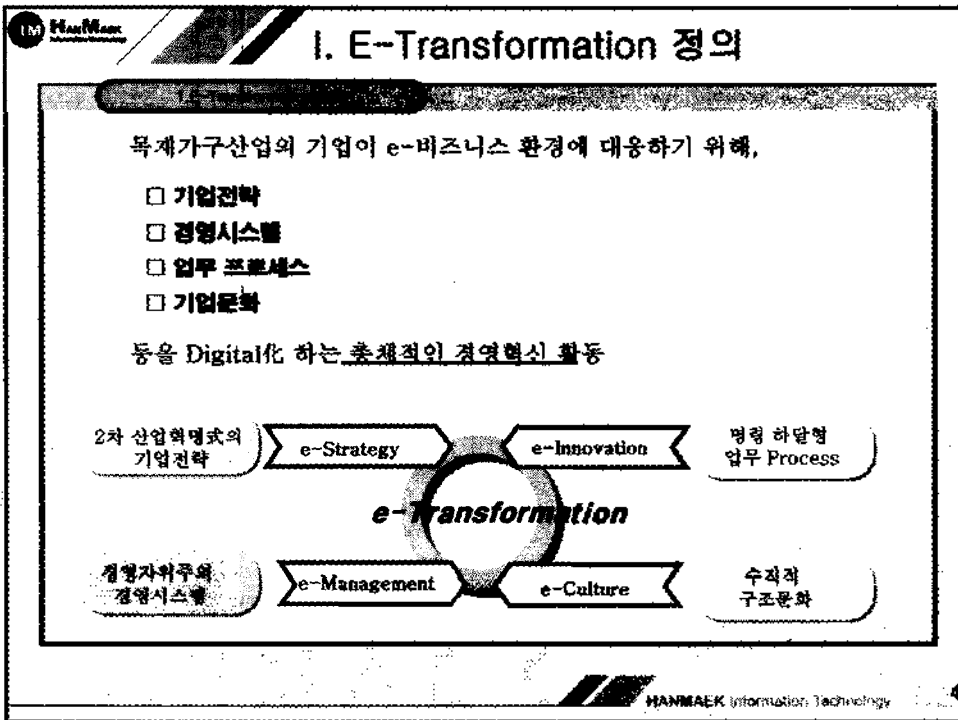 HANMAEK
I. E-Transformation 정의
목재가구산업의 기업이 e-비즈니스 환경에 대응하기 위해,
□ 기업전략
□ 경영시스템
□ 업무 프로세스
□ 기업문화
등을 Digital化 하는 총체적인 경영혁신 활동
2차 산업혁명式의
기업전략
e-Strategy
e-Innovation
명령 하달형
업무 Process
e-Transformation
경영자위주의
경영시스템
e-Management
e-Culture
수직적
구조문화
HANMAEK Information Technology